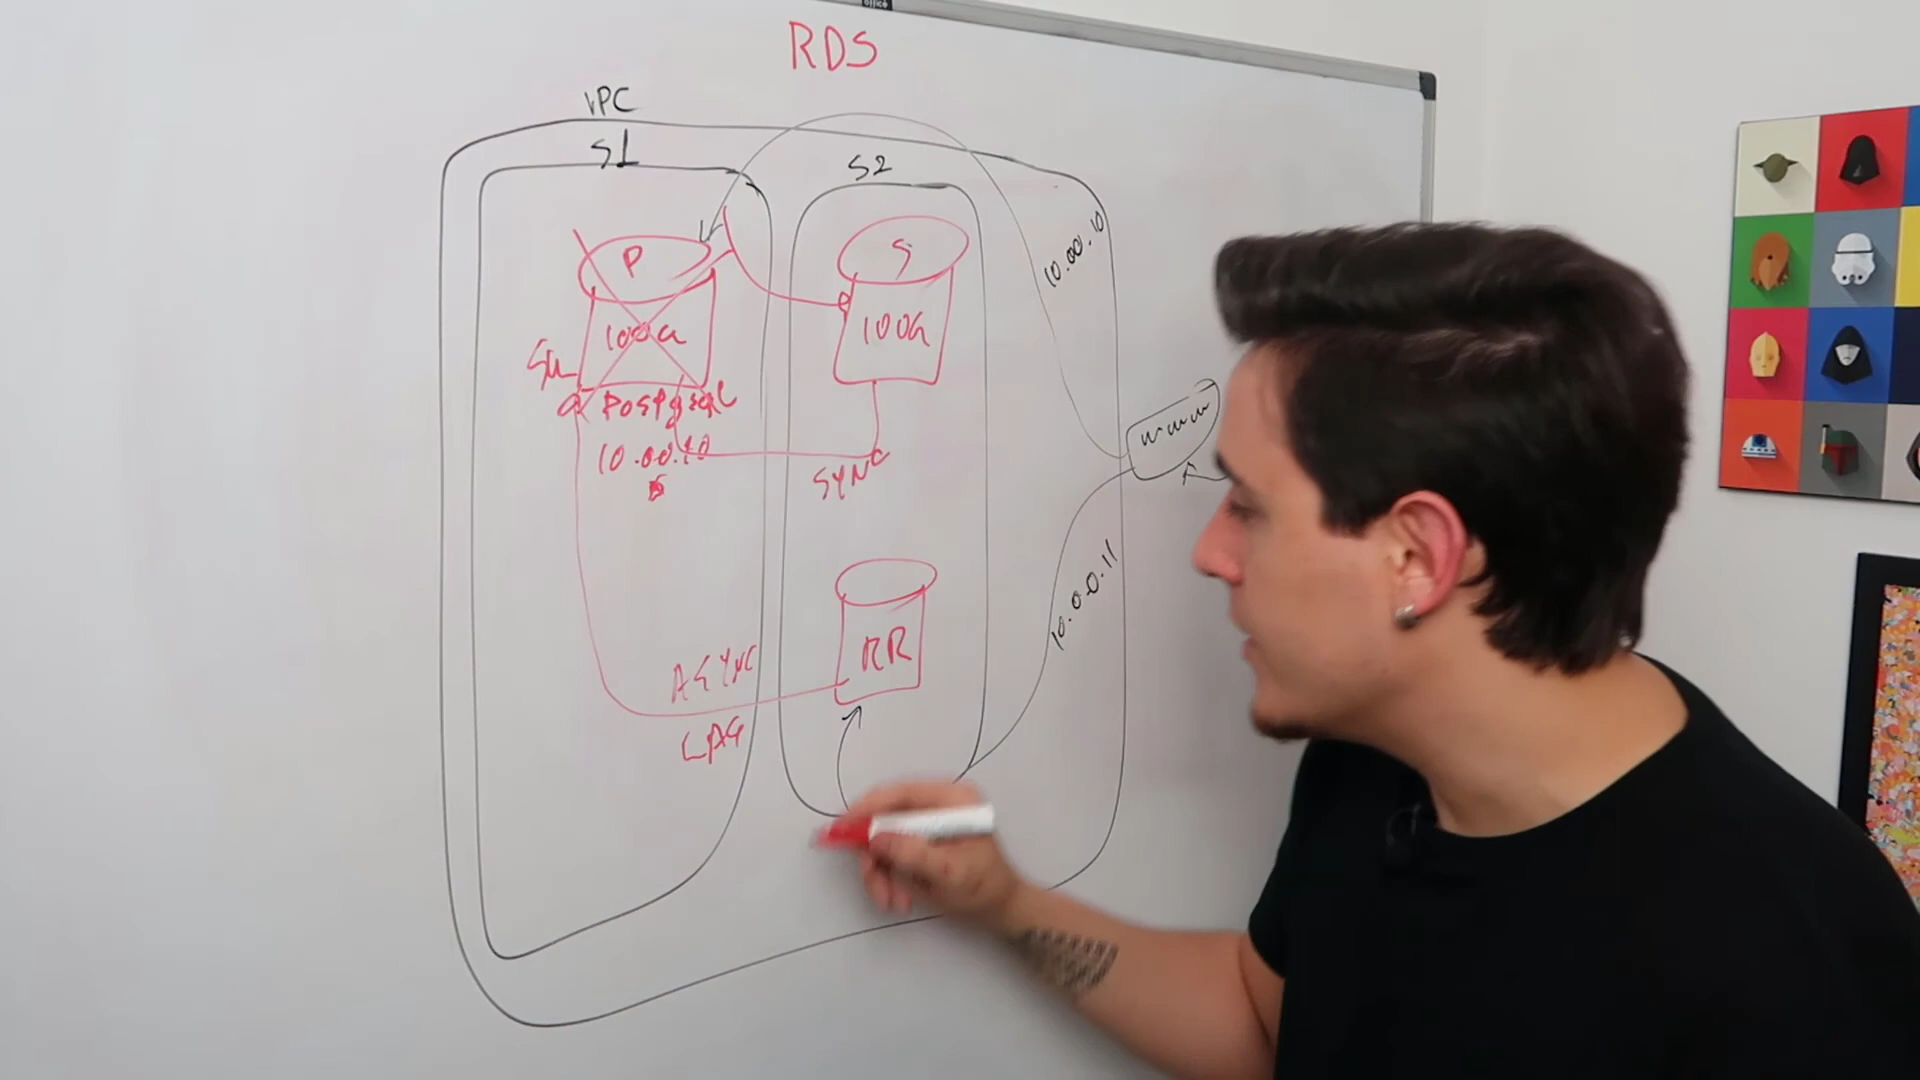 office
RDS
VPC
S1
S2
P
S
100G
100G
10.00.10
www
SYNC
10.00.10
10.0.0.11
RR
ASYNC
LAG